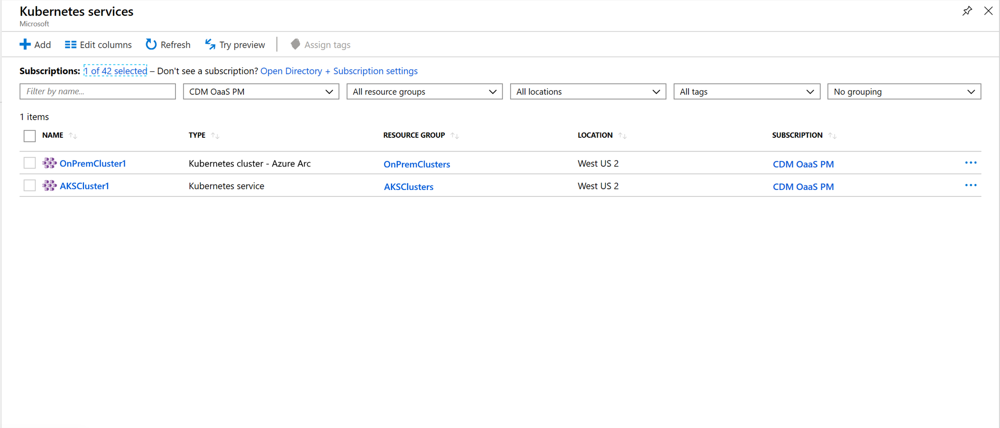 Kubernetes services
Microsoft
Add Edit columns Refresh Try preview Assign tags
Subscriptions: 1 of 42 selected – Don't see a subscription? Open Directory + Subscription settings
Filter by name... CDM OaaS PM All resource groups All locations All tags No grouping
1 items
NAME TYPE RESOURCE GROUP LOCATION SUBSCRIPTION
OnPremCluster1 Kubernetes cluster - Azure Arc OnPremClusters West US 2 CDM OaaS PM
AKSCluster1 Kubernetes service AKSClusters West US 2 CDM OaaS PM